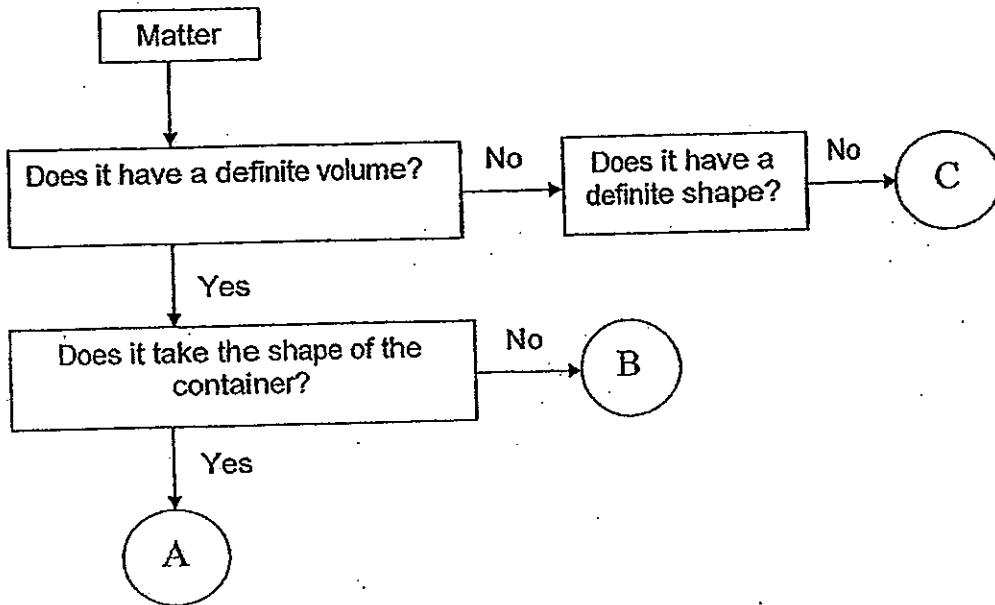 Matter
Does it have a definite volume?
No
Does it have a
definite shape?
No
C
Yes
Does it take the shape of the
container?
No
B
Yes
A